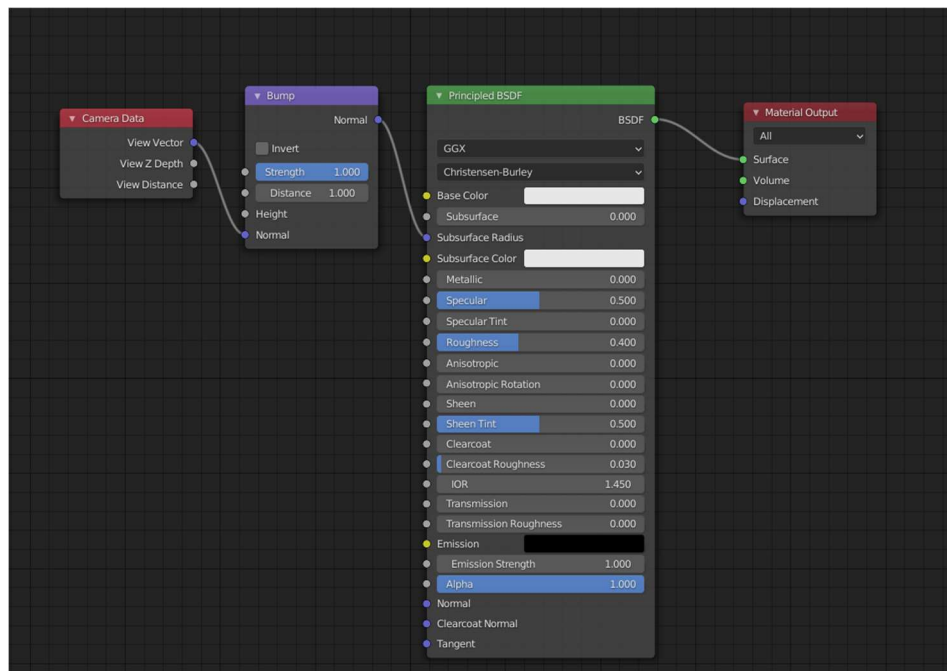 Camera Data
View Vector
View Z Depth
View Distance
Bump
Normal
Invert
Strength 1.000
Distance 1.000
Height
Normal
Principled BSDF
BSDF
GGX
Christensen-Burley
Base Color
Subsurface 0.000
Subsurface Radius
Subsurface Color
Metallic 0.000
Specular 0.500
Specular Tint 0.000
Roughness 0.400
Anisotropic 0.000
Anisotropic Rotation 0.000
Sheen 0.000
Sheen Tint 0.500
Clearcoat 0.000
Clearcoat Roughness 0.030
IOR 1.450
Transmission 0.000
Transmission Roughness 0.000
Emission
Emission Strength 1.000
Alpha 1.000
Normal
Clearcoat Normal
Tangent
Material Output
All
Surface
Volume
Displacement